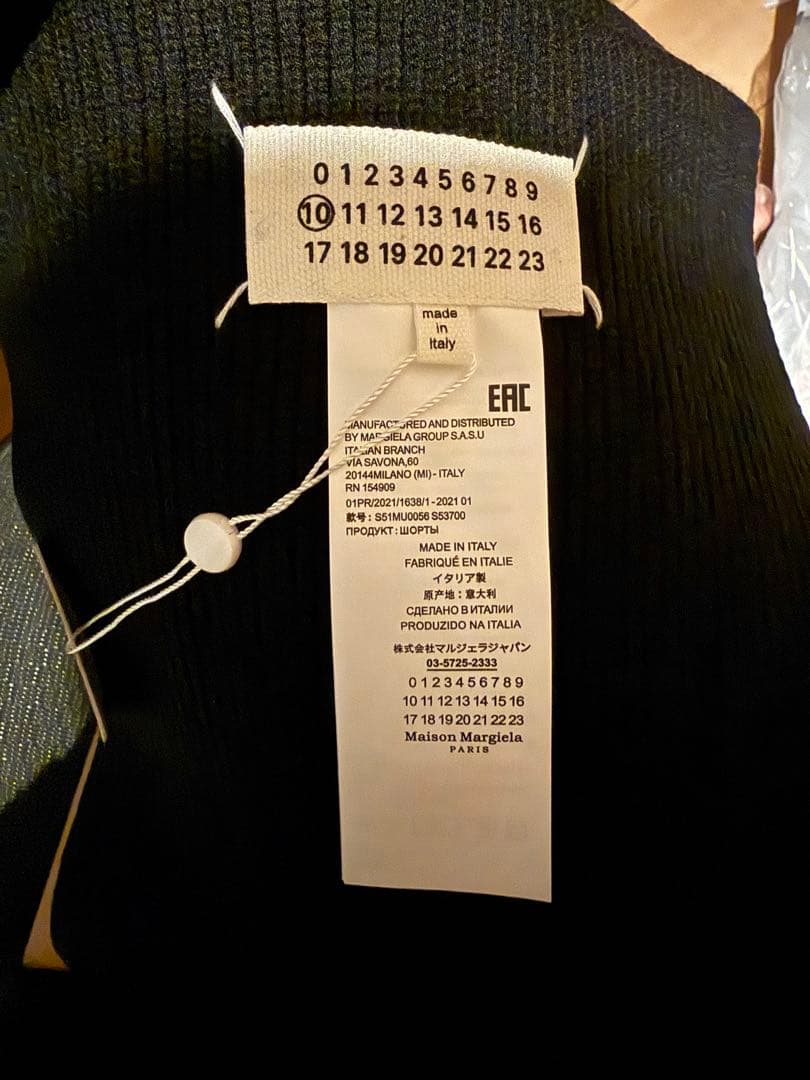 0 1 2 3 4 5 6 7 8 9
10 11 12 13 14 15 16
17 18 19 20 21 22 23
made
in
Italy
EAC
MANUFACTURED AND DISTRIBUTED
BY MARGIELA GROUP S.A.S.U
ITALIAN BRANCH
VIA SAVONA,60
20144MILANO (MI) - ITALY
RN 154909
01PR/2021/1638/1 - 2021 01
款号 : S51MU0056 S53700
ПРОДУКТ : ШОРТЫ
MADE IN ITALY
FABRIQUÉ EN ITALIE
イタリア製
原产地 : 意大利
СДЕЛАНО В ИТАЛИИ
PRODUZIDO NA ITALIA
株式会社マルジェラジャパン
03-5725-2333
0 1 2 3 4 5 6 7 8 9
10 11 12 13 14 15 16
17 18 19 20 21 22 23
Maison Margiela
PARIS